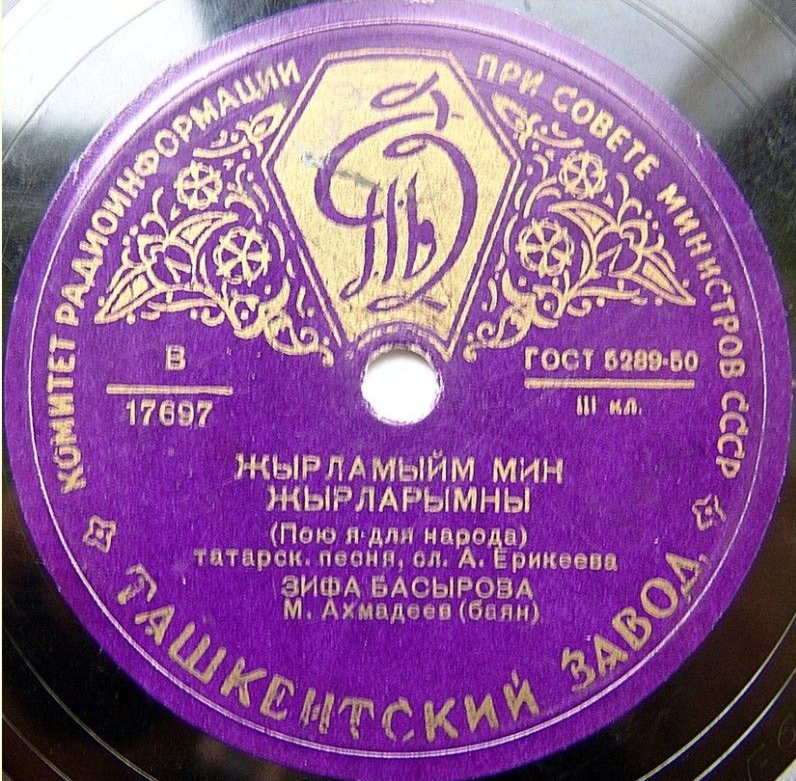 КОМИТЕТ РАДИОИНФОРМАЦИИ ПРИ СОВЕТЕ МИНИСТРОВ СССР
В
17697
ГОСТ 5289-50
III кл.
ЖЫРЛАМЫЙМ МИН
ЖЫРЛАРЫМНЫ
(Пою я для народа)
татарск. песня, сл. А. Ерикеева
ЗИФА БАСЫРОВА
М. Ахмадеев (баян)
ТАШКЕНТСКИЙ ЗАВОД